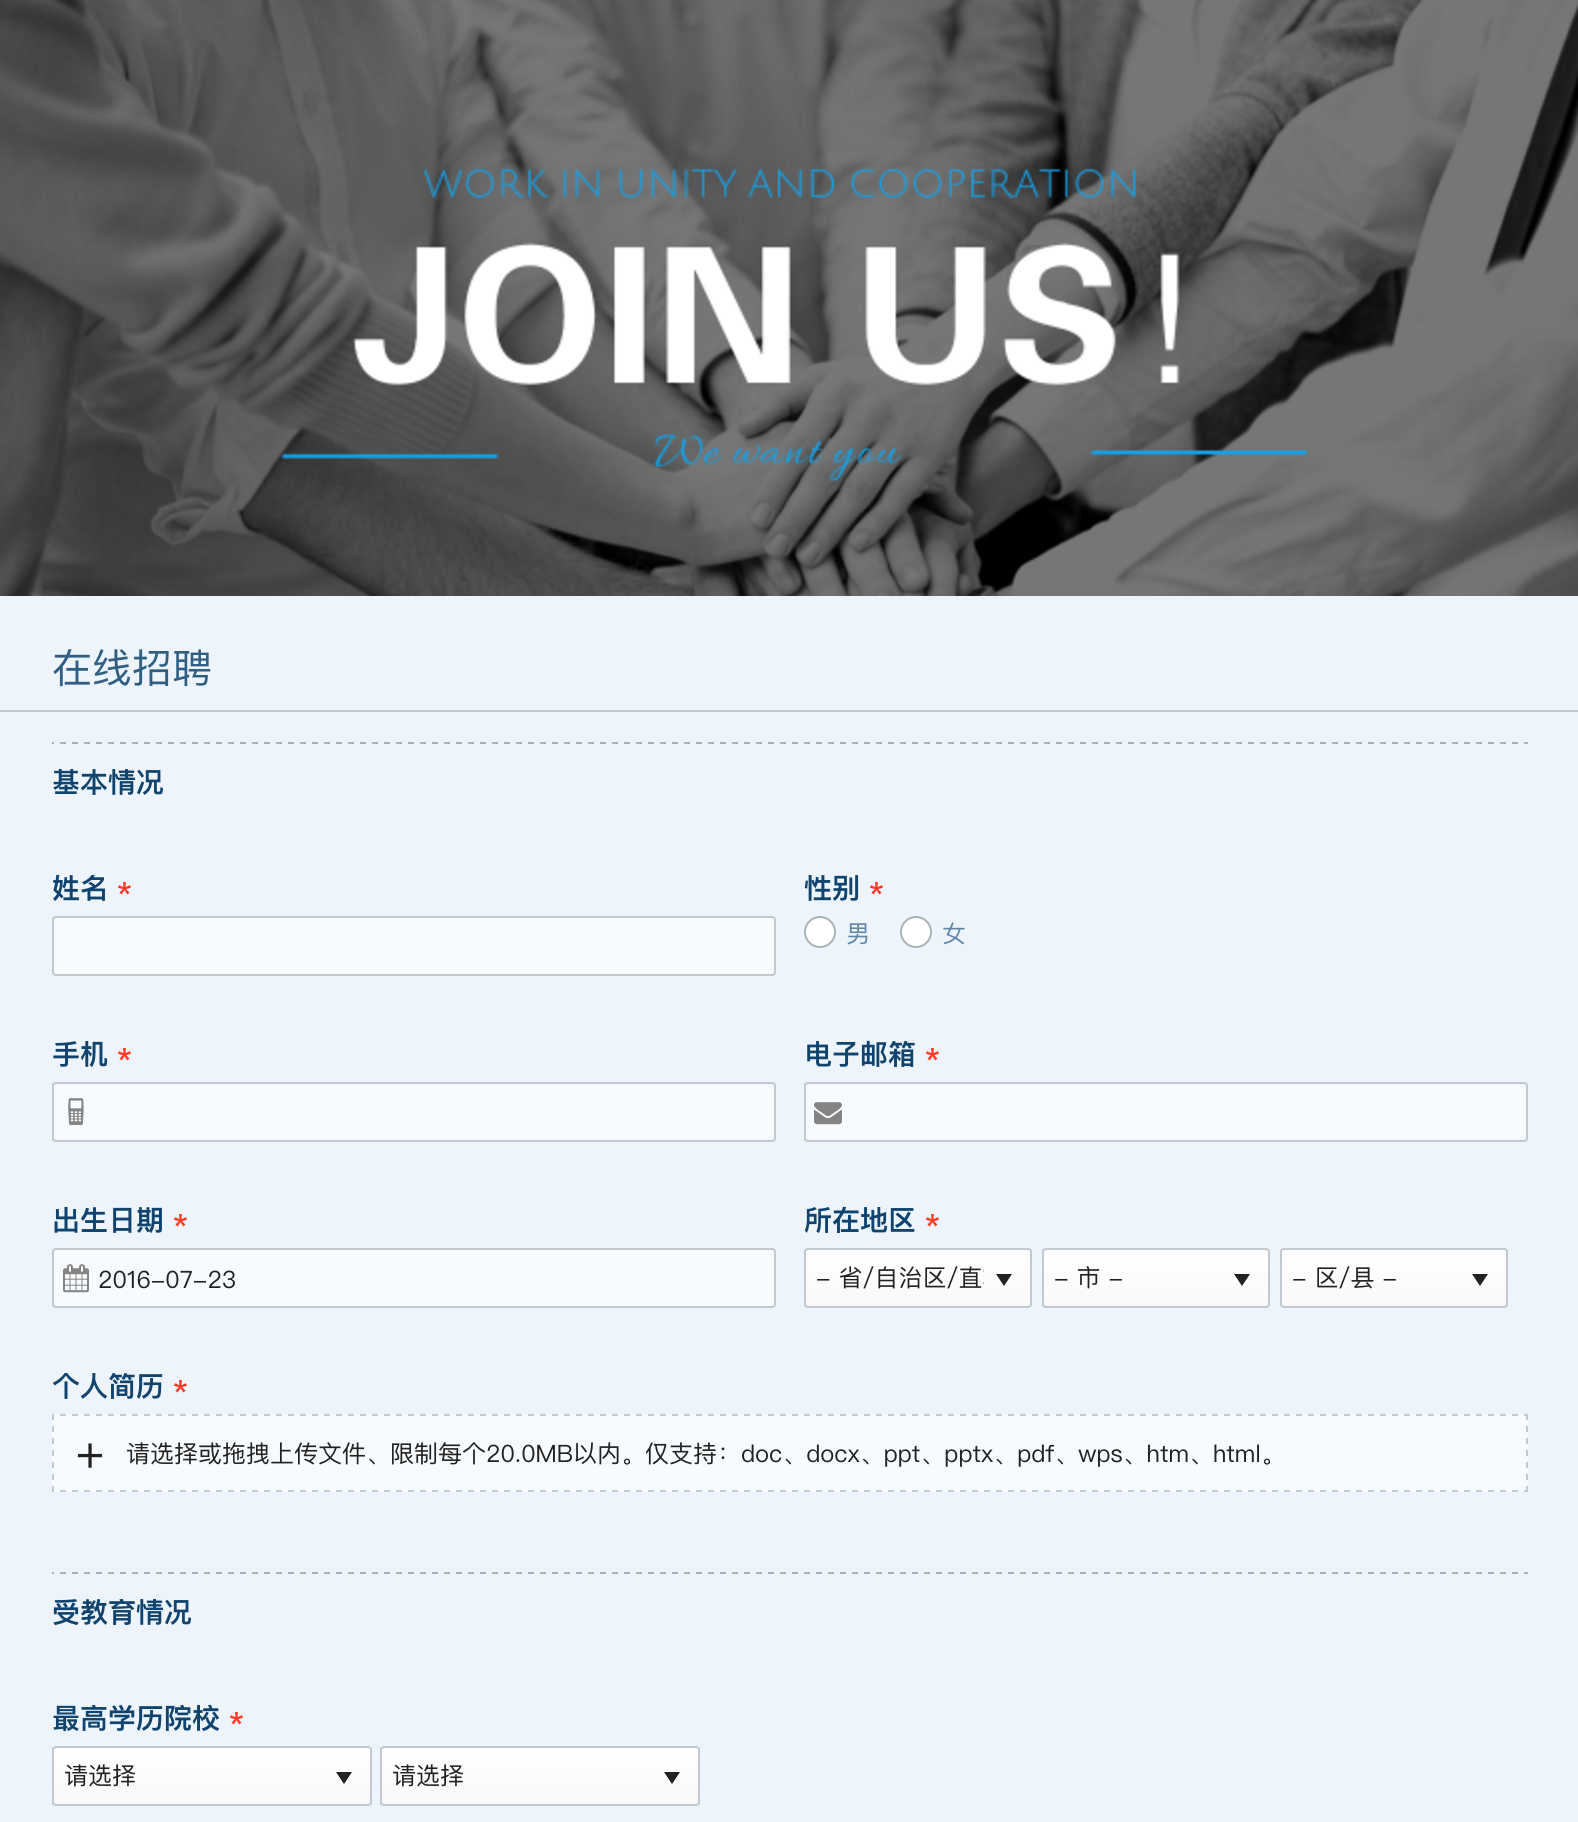 WORK IN UNITY AND COOPERATION
JOIN US!
We want you
在线招聘
基本情况
姓名 *
性别 *
男 女
手机 *
电子邮箱 *
出生日期 *
所在地区 *
2016-07-23
- 省/自治区/直
- 市 -
- 区/县 -
个人简历 *
+ 请选择或拖拽上传文件、限制每个20.0MB以内。仅支持：doc、docx、ppt、pptx、pdf、wps、htm、html。
受教育情况
最高学历院校 *
请选择
请选择